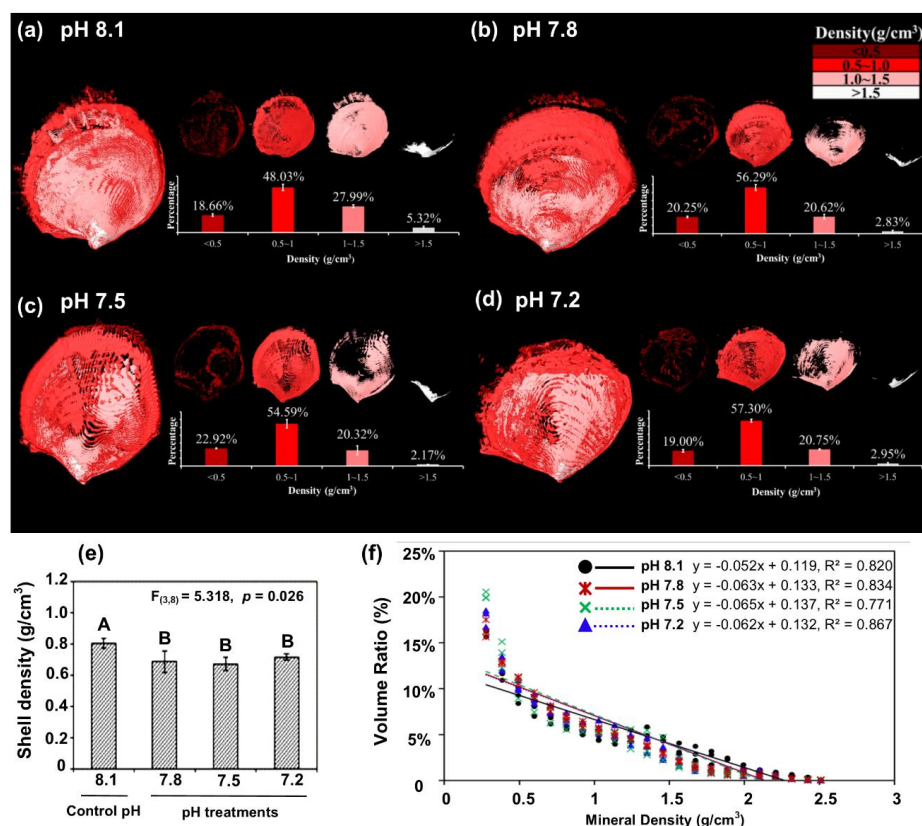 (a) pH 8.1
(b) pH 7.8
Density(g/cm³)
<0.5
0.5~1.0
1.0~1.5
>1.5
Percentage
18.66%
48.03%
27.99%
5.32%
<0.5 0.5~1 1~1.5 >1.5
Density (g/cm³)
Percentage
20.25%
56.29%
20.62%
2.83%
<0.5 0.5~1 1~1.5 >1.5
Density (g/cm³)
(c) pH 7.5
(d) pH 7.2
Percentage
22.92%
54.59%
20.32%
2.17%
<0.5 0.5~1 1~1.5 >1.5
Density (g/cm³)
Percentage
19.00%
57.30%
20.75%
2.95%
<0.5 0.5~1 1~1.5 >1.5
Density (g/cm³)
(e)
Shell density (g/cm³)
1.2
1.0
0.8
0.6
0.4
0.2
0
F(3,8) = 5.318, p = 0.026
A B B B
8.1 7.8 7.5 7.2
Control pH pH treatments
(f)
Volume Ratio (%)
25%
20%
15%
10%
5%
0.0%
pH 8.1 y = -0.052x + 0.119, R² = 0.820
pH 7.8 y = -0.063x + 0.133, R² = 0.834
pH 7.5 y = -0.065x + 0.137, R² = 0.771
pH 7.2 y = -0.062x + 0.132, R² = 0.867
0 0.5 1 1.5 2 2.5 3
Mineral Density (g/cm³)